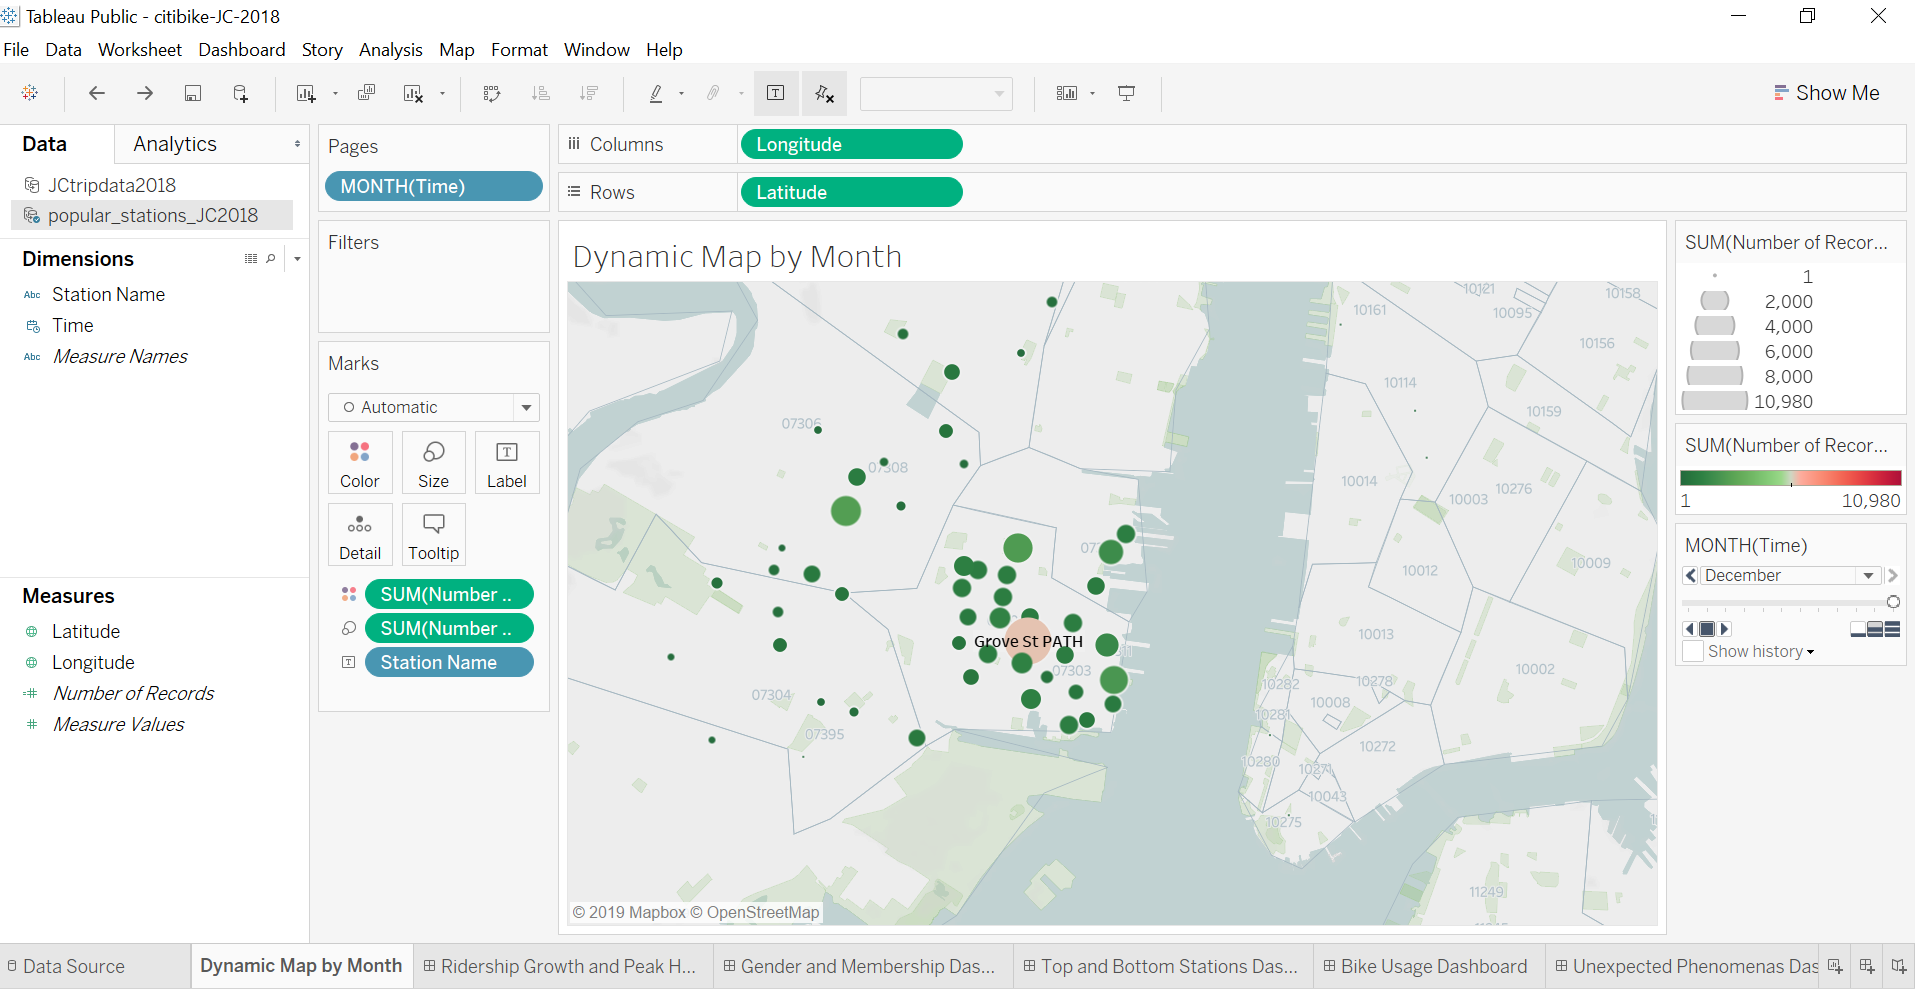 Tableau Public - citibike-JC-2018
File Data Worksheet Dashboard Story Analysis Map Format Window Help
Show Me
Data
Analytics
JCtripdata2018
popular_stations_JC2018
Dimensions
Abc Station Name
Time
Abc Measure Names
Measures
Latitude
Longitude
Number of Records
Measure Values
Pages
MONTH(Time)
Filters
Marks
Automatic
Color
Size
Label
Detail
Tooltip
SUM(Number ..
SUM(Number ..
Station Name
Columns
Longitude
Rows
Latitude
Dynamic Map by Month
10121
10158
10161
10095
10156
10114
10159
07306
07308
10014
10003
10276
10012
10009
10013
Grove St PATH
07303
10002
07304
10282
10278
10008
10281
07395
10272
10280
10271
10043
10275
11249
© 2019 Mapbox © OpenStreetMap
SUM(Number of Recor...
1
2,000
4,000
6,000
8,000
10,980
SUM(Number of Recor...
1
10,980
MONTH(Time)
December
Show history
Data Source
Dynamic Map by Month
Ridership Growth and Peak H...
Gender and Membership Das...
Top and Bottom Stations Das...
Bike Usage Dashboard
Unexpected Phenomenas Das